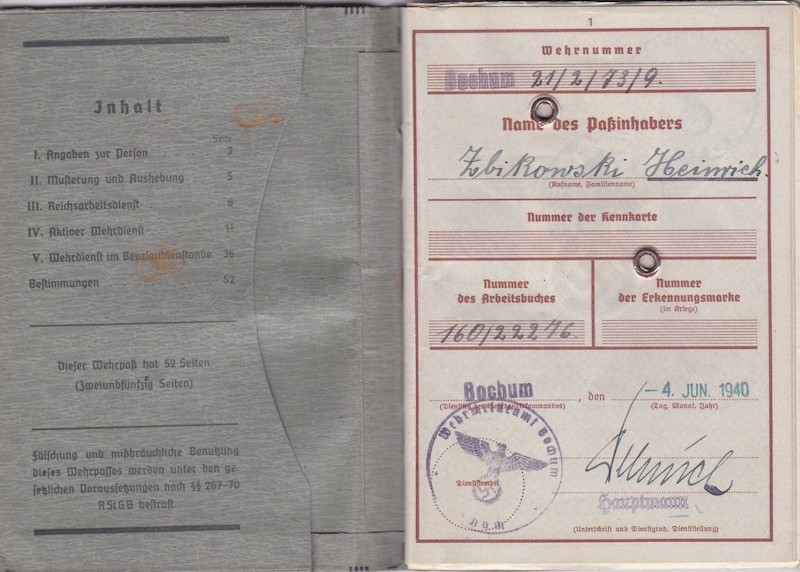 Inhalt
Seite
I. Angaben zur Person . . . 3
II. Musterung und Aushebung . . 5
III. Reichsarbeitsdienst . . . 8
IV. Aktiver Wehrdienst . . . 11
V. Wehrdienst im Beurlaubtenstande 36
Bestimmungen . . . 52
Dieser Wehrpaß hat 52 Seiten
(Zweiundfünfzig Seiten)
Fälschung und mißbräuchliche Benutzung
dieses Wehrpasses werden unter den ge-
setzlichen Voraussetzungen nach §§ 267-70
RStGB bestraft.
1
Wehrnummer
Bochum 21/2/73/9.
Name des Paßinhabers
Zbikowski Heinrich.
(Rufname, Familienname)
Nummer der Kennkarte
Nummer
des Arbeitsbuches
160/22276.
Nummer
der Erkennungsmarke
(im Kriege)
Bochum, den -4. JUN. 1940
(Tag, Monat, Jahr)
Wehrmeldeamt Bochum
Dienststempel
Hauptmann
(Unterschrift und Dienstgrad, Dienststellung)